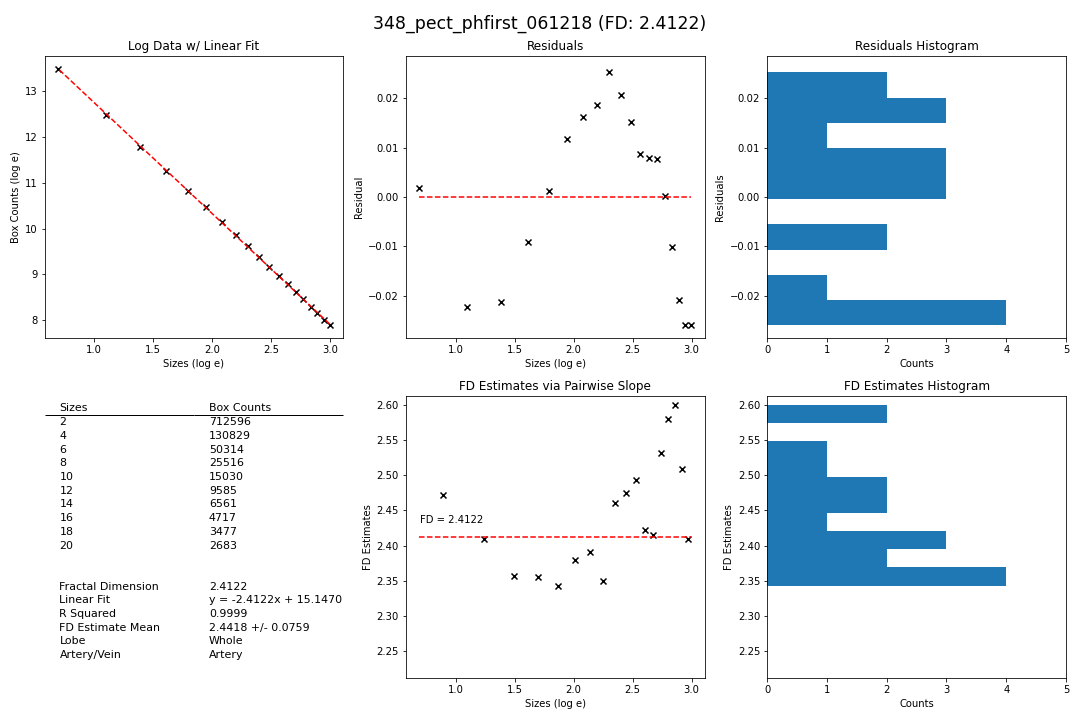 348_pect_phfirst_061218 (FD: 2.4122)
Log Data w/ Linear Fit
Box Counts (log e)
13
12
11
10
9
8
1.0 1.5 2.0 2.5 3.0
Sizes (log e)
Residuals
Residual
0.02
0.01
0.00
−0.01
−0.02
1.0 1.5 2.0 2.5 3.0
Sizes (log e)
Residuals Histogram
Residuals
0.02
0.01
0.00
−0.01
−0.02
0 1 2 3 4 5
Counts
Sizes Box Counts
2 712596
4 130829
6 50314
8 25516
10 15030
12 9585
14 6561
16 4717
18 3477
20 2683
Fractal Dimension 2.4122
Linear Fit y = -2.4122x + 15.1470
R Squared 0.9999
FD Estimate Mean 2.4418 +/- 0.0759
Lobe Whole
Artery/Vein Artery
FD Estimates via Pairwise Slope
FD Estimates
2.60
2.55
2.50
2.45
2.40
2.35
2.30
2.25
FD = 2.4122
1.0 1.5 2.0 2.5 3.0
Sizes (log e)
FD Estimates Histogram
FD Estimates
2.60
2.55
2.50
2.45
2.40
2.35
2.30
2.25
0 1 2 3 4 5
Counts